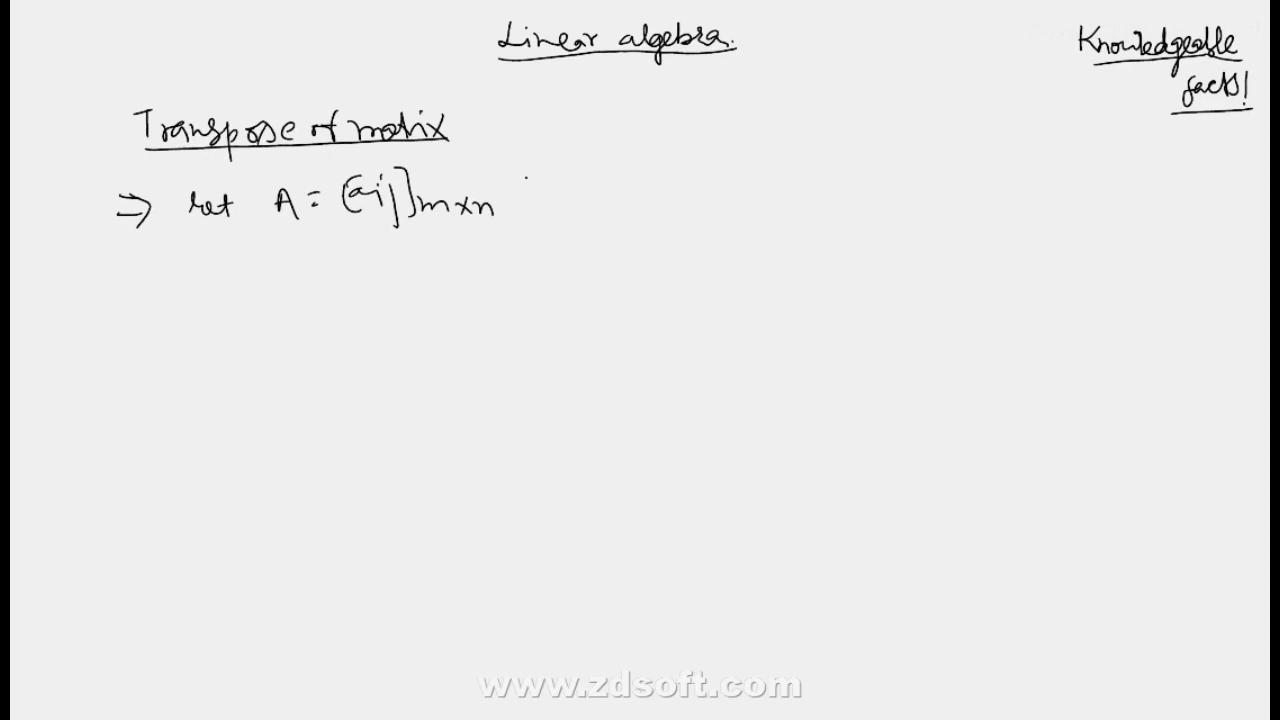 Linear algebra.
Knowledgeable
facts!
Transpose of matrix
⇒ let A = [aij]m×n
www.zdsoft.com